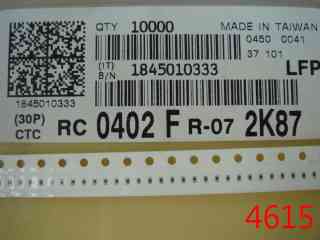 QTY 10000 MADE IN TAIWAN
0450 0041
37 101
(1T)
B/N 1845010333 LFP
1845010333
(30P)
CTC RC 0402 F R-07 2K87
4615